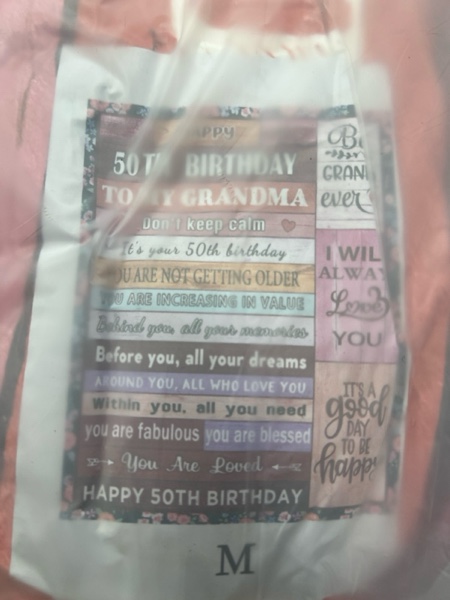 HAPPY
50TH BIRTHDAY
TO MY GRANDMA
Don't keep calm
It's your 50th birthday
YOU ARE NOT GETTING OLDER
YOU ARE INCREASING IN VALUE
Behind you, all your memories
Before you, all your dreams
AROUND YOU, ALL WHO LOVE YOU
Within you, all you need
you are fabulous you are blessed
You Are Loved
HAPPY 50TH BIRTHDAY
ever
I WIL
ALWAY
Love
YOU
IT'S A
good
DAY
TO BE
happy
M